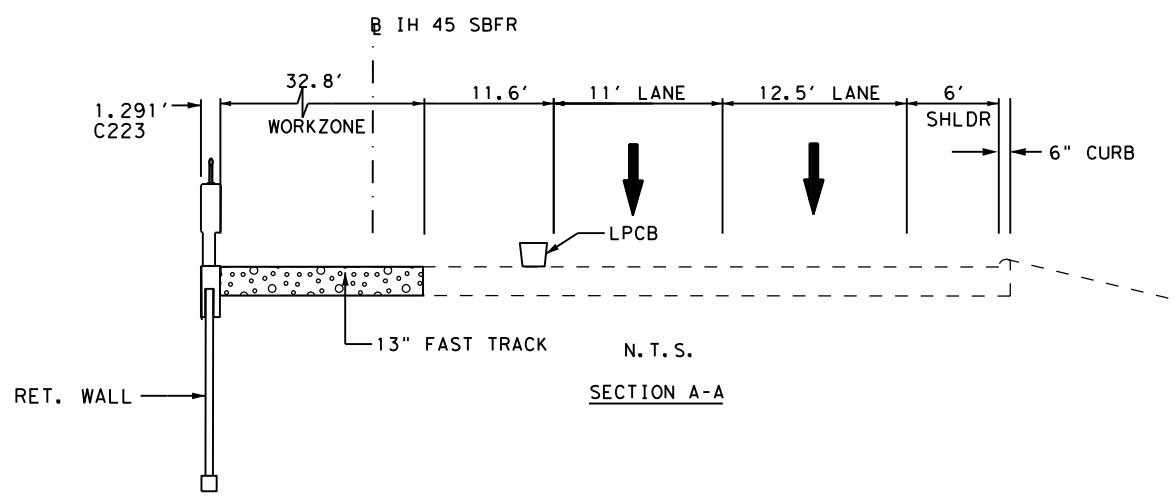 ℄ IH 45 SBFR
32.8'
1.291'
C223
WORKZONE
11.6'
11' LANE
12.5' LANE
6'
SHLDR
6" CURB
LPCB
13" FAST TRACK
N.T.S.
RET. WALL
SECTION A-A